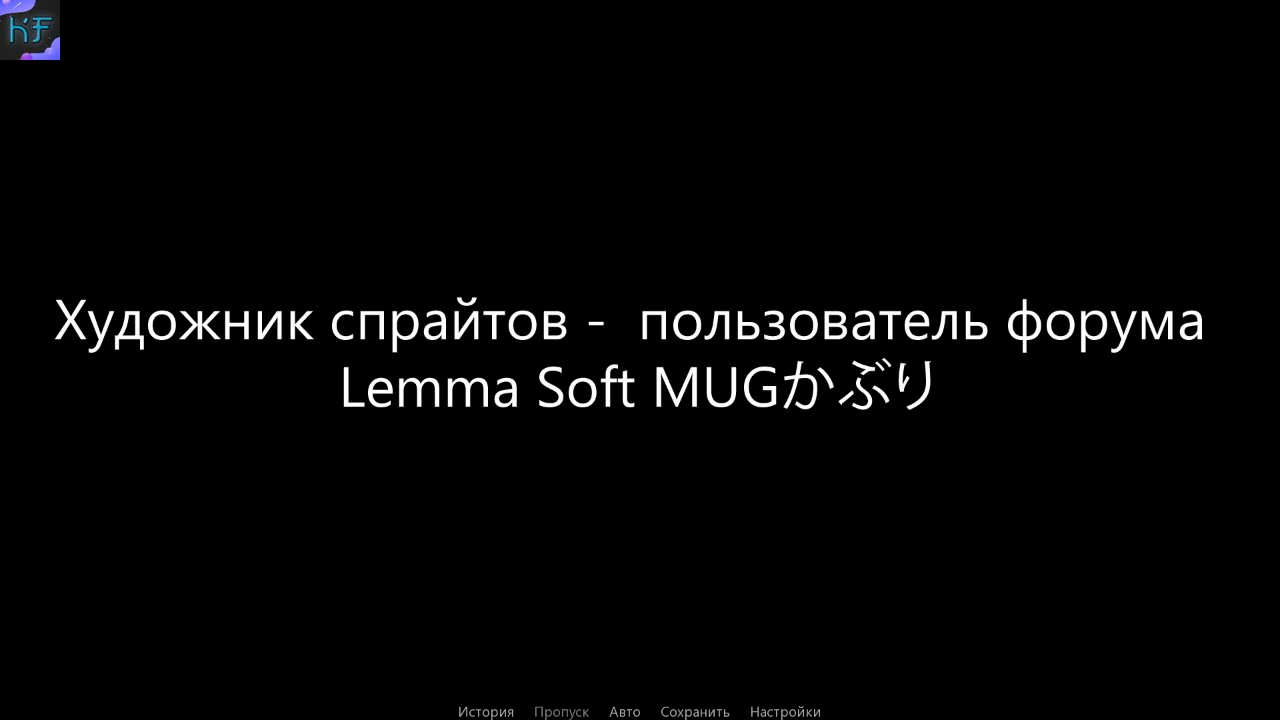 Художник спрайтов -  пользователь форума
Lemma Soft MUGかぶり
История Пропуск Авто Сохранить Настройки